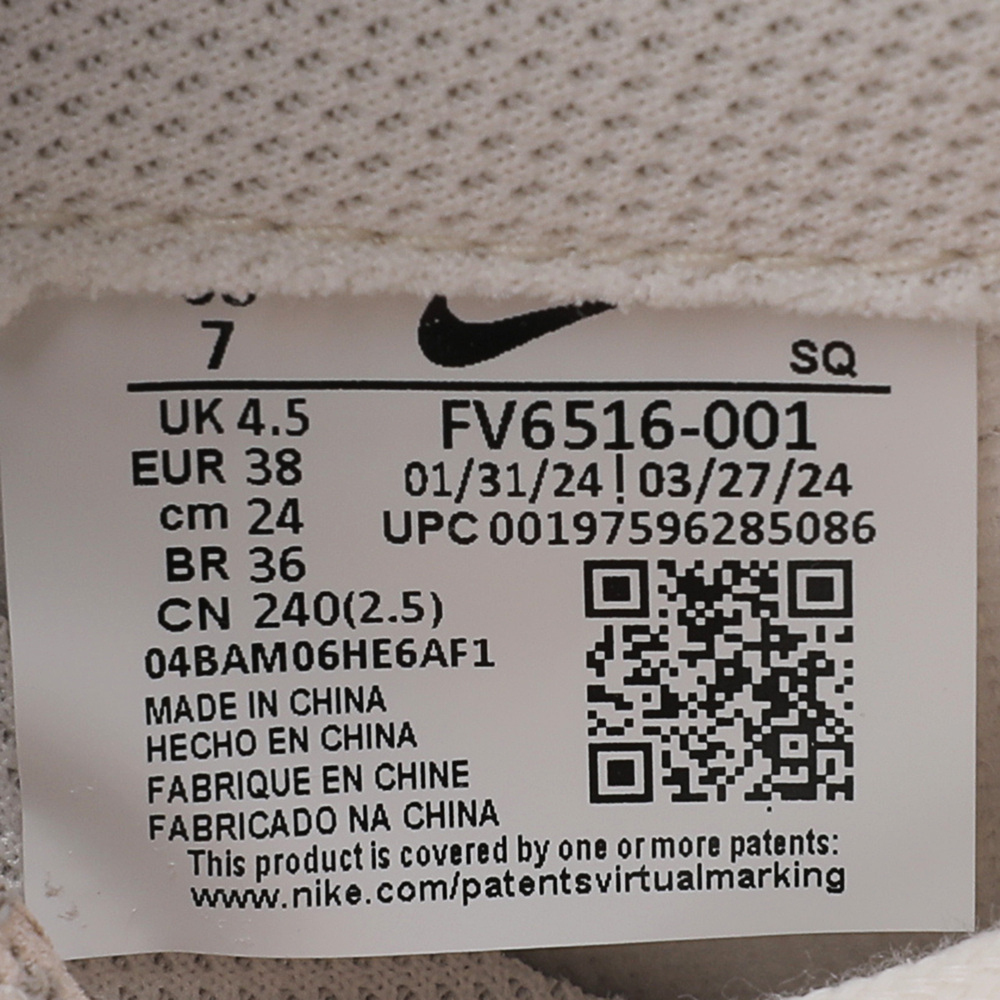 7
SQ
UK 4.5
EUR 38
cm 24
BR 36
CN 240(2.5)
FV6516-001
01/31/24 | 03/27/24
UPC 00197596285086
04BAM06HE6AF1
MADE IN CHINA
HECHO EN CHINA
FABRIQUE EN CHINE
FABRICADO NA CHINA
This product is covered by one or more patents:
www.nike.com/patentsvirtualmarking